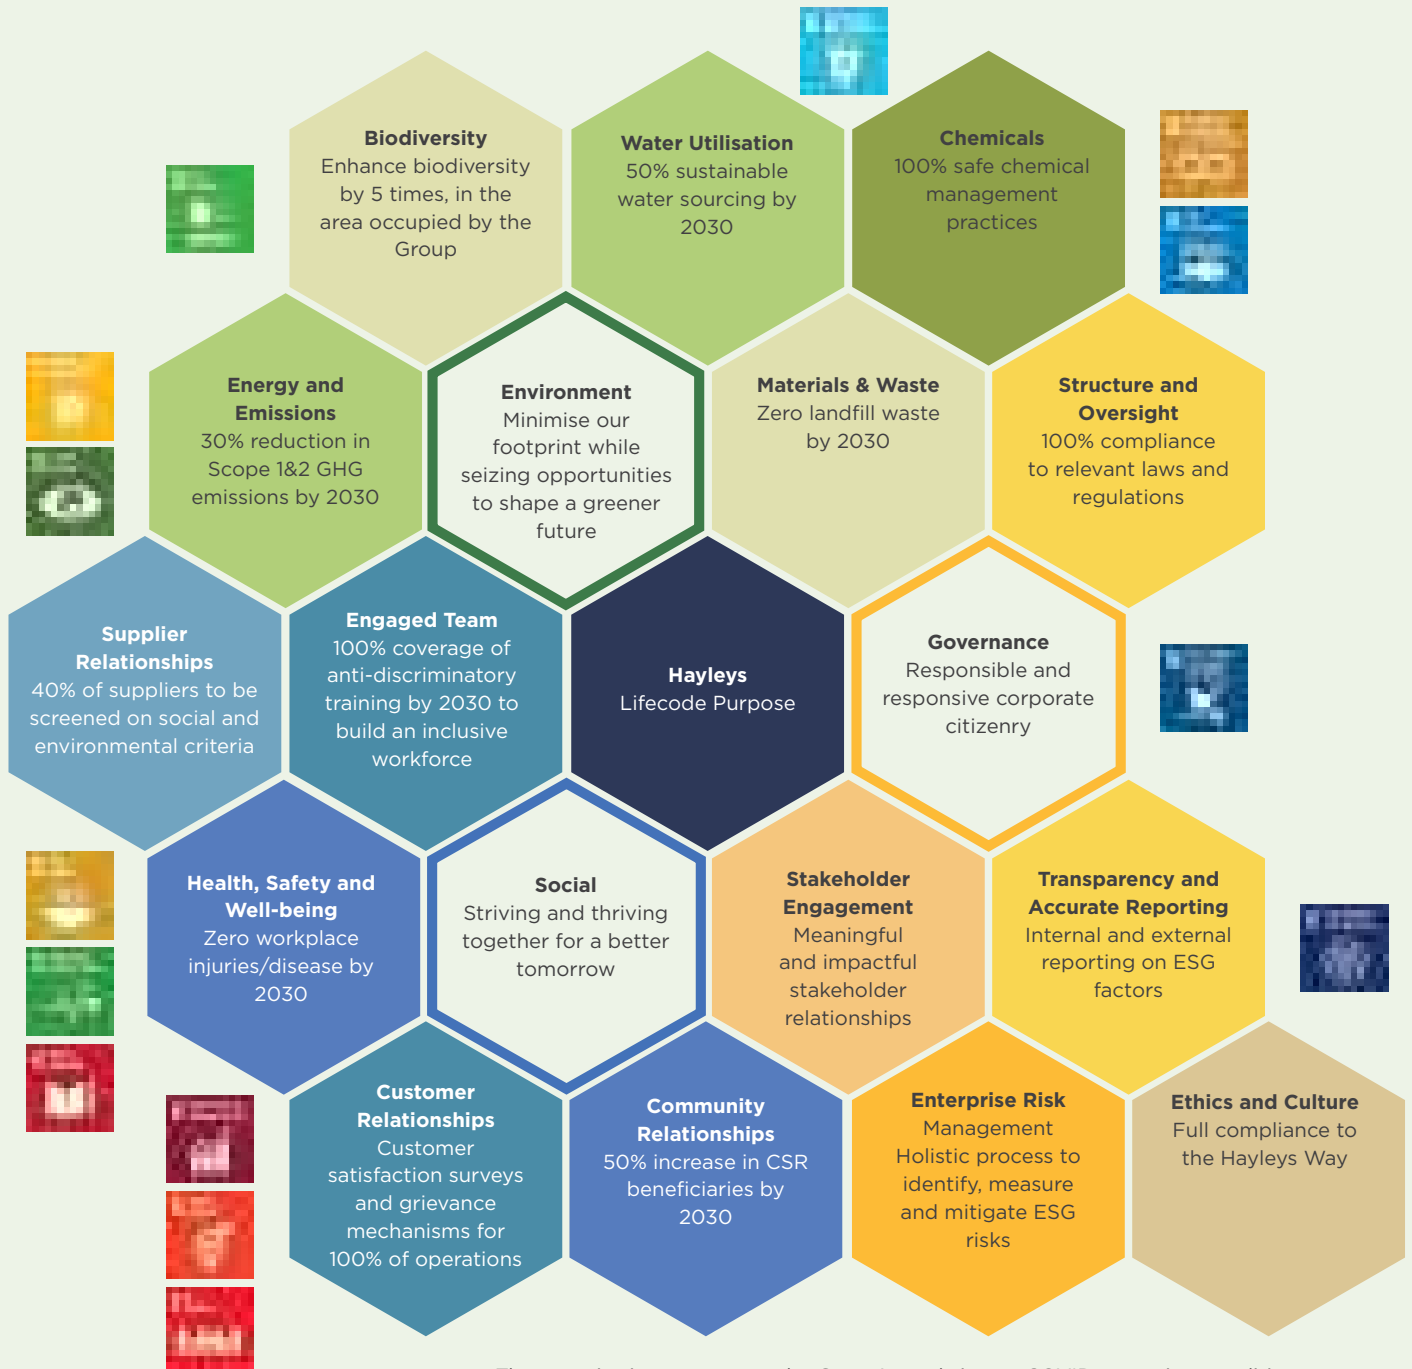 Biodiversity
Enhance biodiversity
by 5 times, in the
area occupied by the
Group
Water Utilisation
50% sustainable
water sourcing by
2030
Chemicals
100% safe chemical
management
practices
Energy and
Emissions
30% reduction in
Scope 1&2 GHG
emissions by 2030
Environment
Minimise our
footprint while
seizing opportunities
to shape a greener
future
Materials & Waste
Zero landfill waste
by 2030
Structure and
Oversight
100% compliance
to relevant laws and
regulations
Supplier
Relationships
40% of suppliers to be
screened on social and
environmental criteria
Engaged Team
100% coverage of
anti-discriminatory
training by 2030 to
build an inclusive
workforce
Hayleys
Lifecode Purpose
Governance
Responsible and
responsive corporate
citizenry
Health, Safety and
Well-being
Zero workplace
injuries/disease by
2030
Social
Striving and thriving
together for a better
tomorrow
Stakeholder
Engagement
Meaningful
and impactful
stakeholder
relationships
Transparency and
Accurate Reporting
Internal and external
reporting on ESG
factors
Customer
Relationships
Customer
satisfaction surveys
and grievance
mechanisms for
100% of operations
Community
Relationships
50% increase in CSR
beneficiaries by
2030
Enterprise Risk
Management
Holistic process to
identify, measure
and mitigate ESG
risks
Ethics and Culture
Full compliance to
the Hayleys Way